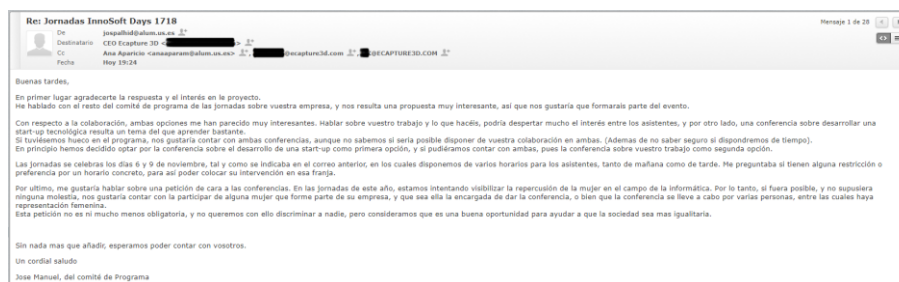 Re: Jornadas InnoSoft Days 1718
Mensaje 1 de 28
De jospalhid@alum.us.es
Destinatario CEO Ecapture 3D <
Cc Ana Aparicio <anaaparam@alum.us.es> , @ecapture3d.com , @ECAPTURE3D.COM
Fecha Hoy 19:24
Buenas tardes,
En primer lugar agradecerte la respuesta y el interés en le proyecto.
He hablado con el resto del comité de programa de las jornadas sobre vuestra empresa, y nos resulta una propuesta muy interesante, así que nos gustaría que formarais parte del evento.
Con respecto a la colaboración, ambas opciones me han parecido muy interesantes. Hablar sobre vuestro trabajo y lo que hacéis, podría despertar mucho el interés entre los asistentes, y por otro lado, una conferencia sobre desarrollar una
start-up tecnológica resulta un tema del que aprender bastante.
Si tuviésemos hueco en el programa, nos gustaría contar con ambas conferencias, aunque no sabemos si seria posible disponer de vuestra colaboración en ambas. (Ademas de no saber seguro si dispondremos de tiempo).
En principio hemos decidido optar por la conferencia sobre el desarrollo de una start-up como primera opción, y si pudiéramos contar con ambas, pues la conferencia sobre vuestro trabajo como segunda opción.
Las jornadas se celebras los días 6 y 9 de noviembre, tal y como se indicaba en el correo anterior, en los cuales disponemos de varios horarios para los asistentes, tanto de mañana como de tarde. Me preguntaba si tienen alguna restricción o
preferencia por un horario concreto, para así poder colocar su intervención en esa franja.
Por ultimo, me gustaría hablar sobre una petición de cara a las conferencias. En las jornadas de este año, estamos intentando visibilizar la repercusión de la mujer en el campo de la informática. Por lo tanto, si fuera posible, y no supusiera
ninguna molestia, nos gustaría contar con la participar de alguna mujer que forme parte de su empresa, y que sea ella la encargada de dar la conferencia, o bien que la conferencia se lleve a cabo por varias personas, entre las cuales haya
representación femenina.
Esta petición no es ni mucho menos obligatoria, y no queremos con ello discriminar a nadie, pero consideramos que es una buena oportunidad para ayudar a que la sociedad sea mas igualitaria.
Sin nada mas que añadir, esperamos poder contar con vosotros.
Un cordial saludo
Jose Manuel, del comité de Programa